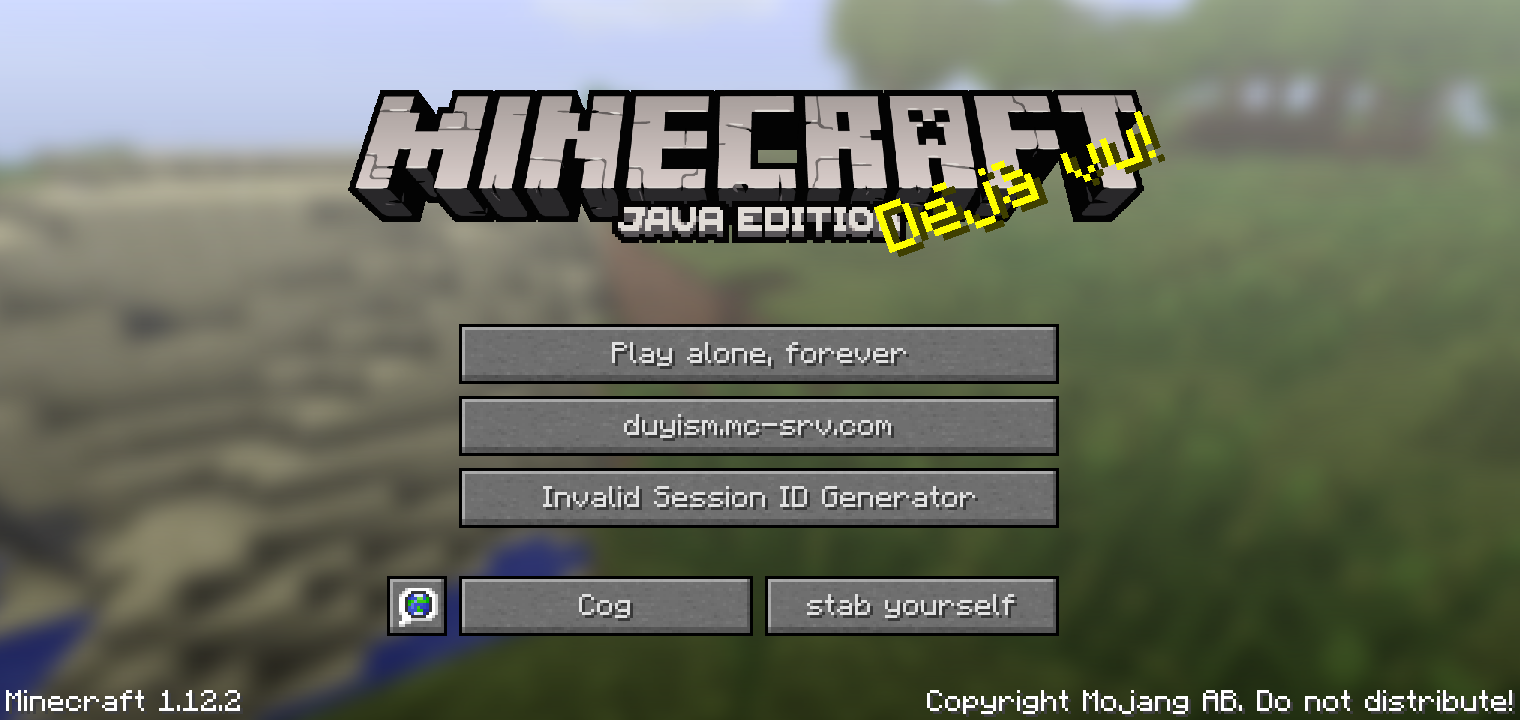 MINECRAFT
JAVA EDITION
Déjà vu!
Play alone, forever
duyism.mc-srv.com
Invalid Session ID Generator
Cog
stab yourself
Minecraft 1.12.2
Copyright Mojang AB. Do not distribute!